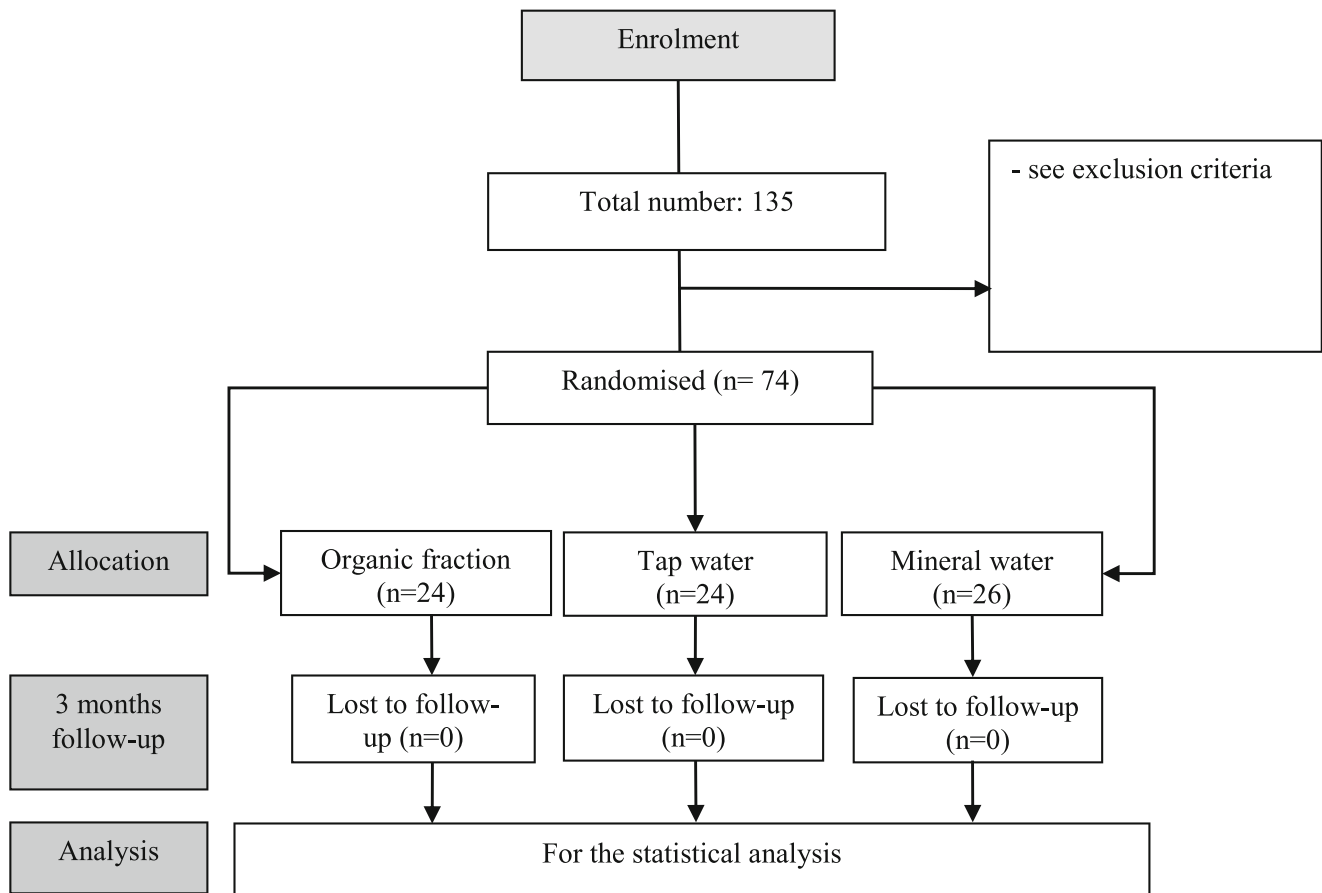 Enrolment
Total number: 135
- see exclusion criteria
Randomised (n= 74)
Allocation
Organic fraction
(n=24)
Tap water
(n=24)
Mineral water
(n=26)
3 months
follow-up
Lost to follow-
up (n=0)
Lost to follow-up
(n=0)
Lost to follow-up
(n=0)
Analysis
For the statistical analysis